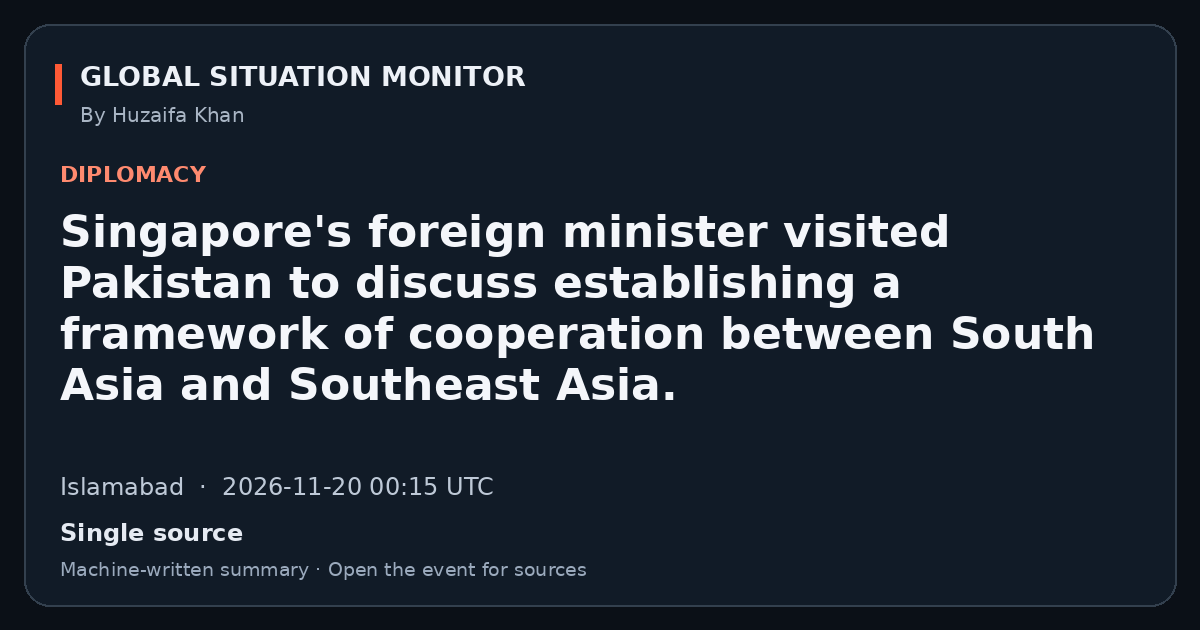 GLOBAL SITUATION MONITOR
By Huzaifa Khan
DIPLOMACY
Singapore's foreign minister visited
Pakistan to discuss establishing a
framework of cooperation between South
Asia and Southeast Asia.
Islamabad · 2026-11-20 00:15 UTC
Single source
Machine-written summary · Open the event for sources